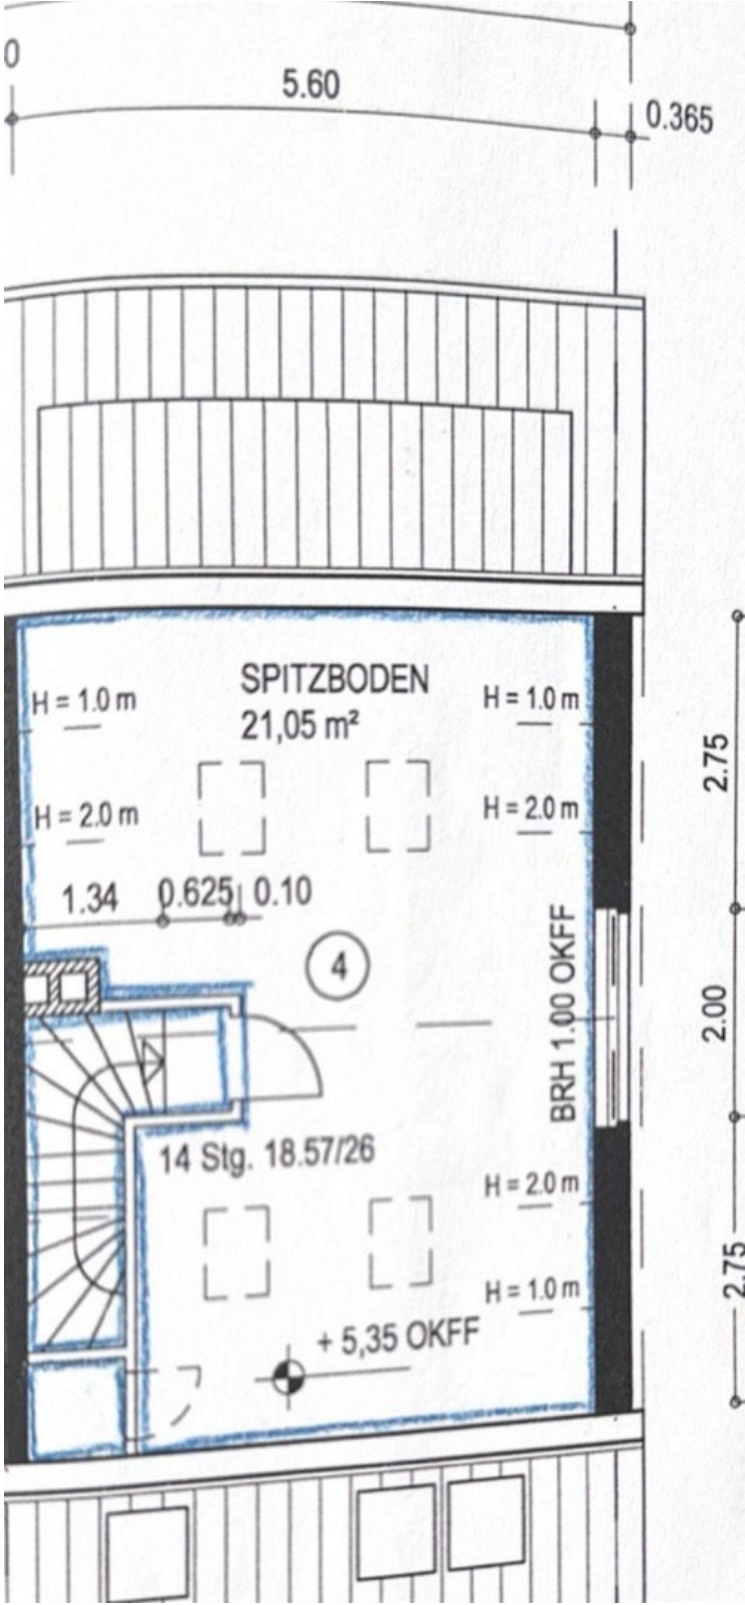 0
5.60
0.365
SPITZBODEN
21,05 m²
H = 1.0 m
H = 1.0 m
H = 2.0 m
H = 2.0 m
2.75
1.34
0.625
0.10
4
BRH 1.00 OKFF
2.00
14 Stg. 18.57/26
H = 2.0 m
H = 1.0 m
2.75
+ 5,35 OKFF